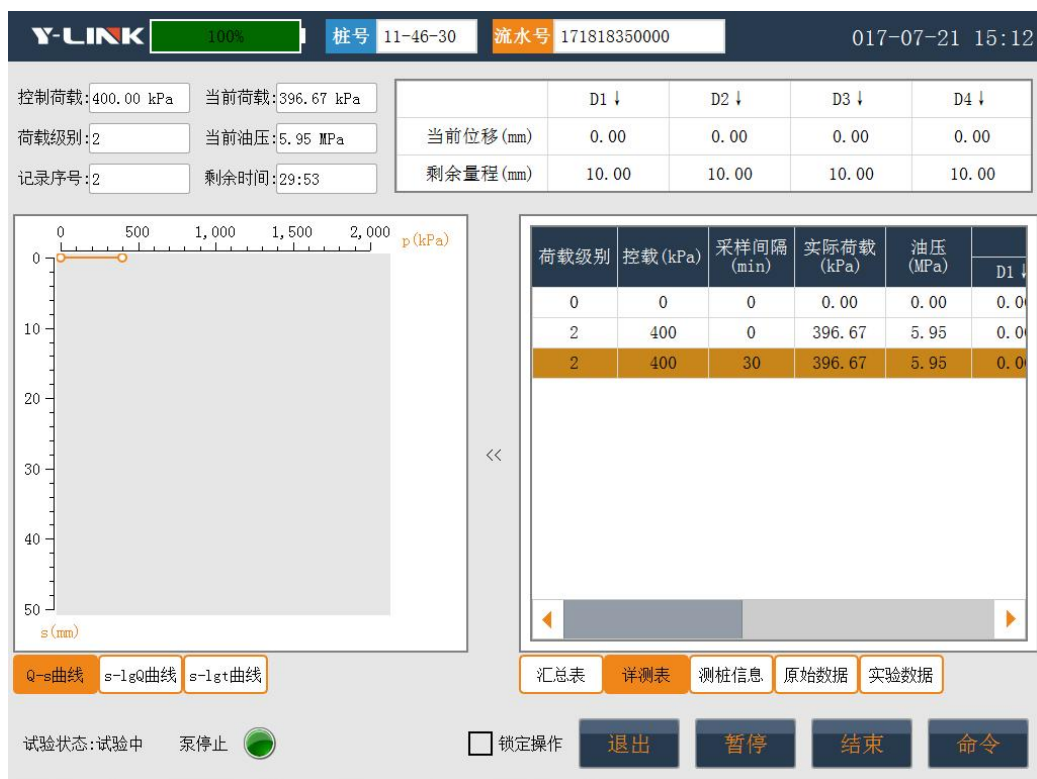 Y-LINK 100% 桩号 11-46-30 流水号 171818350000 017-07-21 15:12
控制荷载:400.00 kPa 当前荷载:396.67 kPa
荷载级别:2 当前油压:5.95 MPa
记录序号:2 剩余时间:29:53
D1↓ D2↓ D3↓ D4↓
当前位移(mm) 0.00 0.00 0.00 0.00
剩余量程(mm) 10.00 10.00 10.00 10.00
0 500 1,000 1,500 2,000 p(kPa)
0
10
20
30
40
50
s(mm)
<<
荷载级别 控载(kPa) 采样间隔(min) 实际荷载(kPa) 油压(MPa) D1↓
0 0 0 0.00 0.00 0.0
2 400 0 396.67 5.95 0.0
2 400 30 396.67 5.95 0.0
Q-s曲线 s-lgQ曲线 s-lgt曲线
汇总表 详测表 测桩信息 原始数据 实验数据
试验状态:试验中 泵停止 锁定操作 退出 暂停 结束 命令